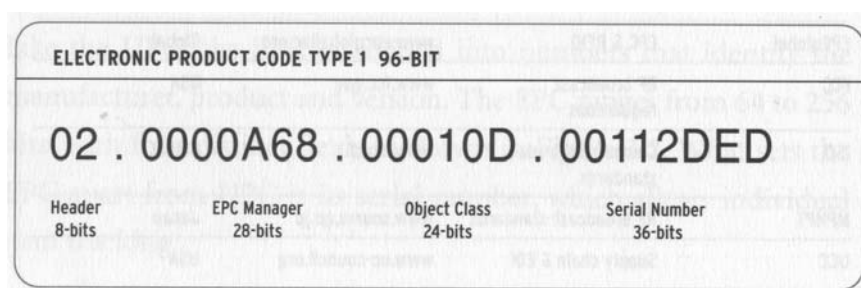 ELECTRONIC PRODUCT CODE TYPE 1 96-BIT
02 . 0000A68 . 00010D . 00112DED
Header EPC Manager Object Class Serial Number
8-bits 28-bits 24-bits 36-bits